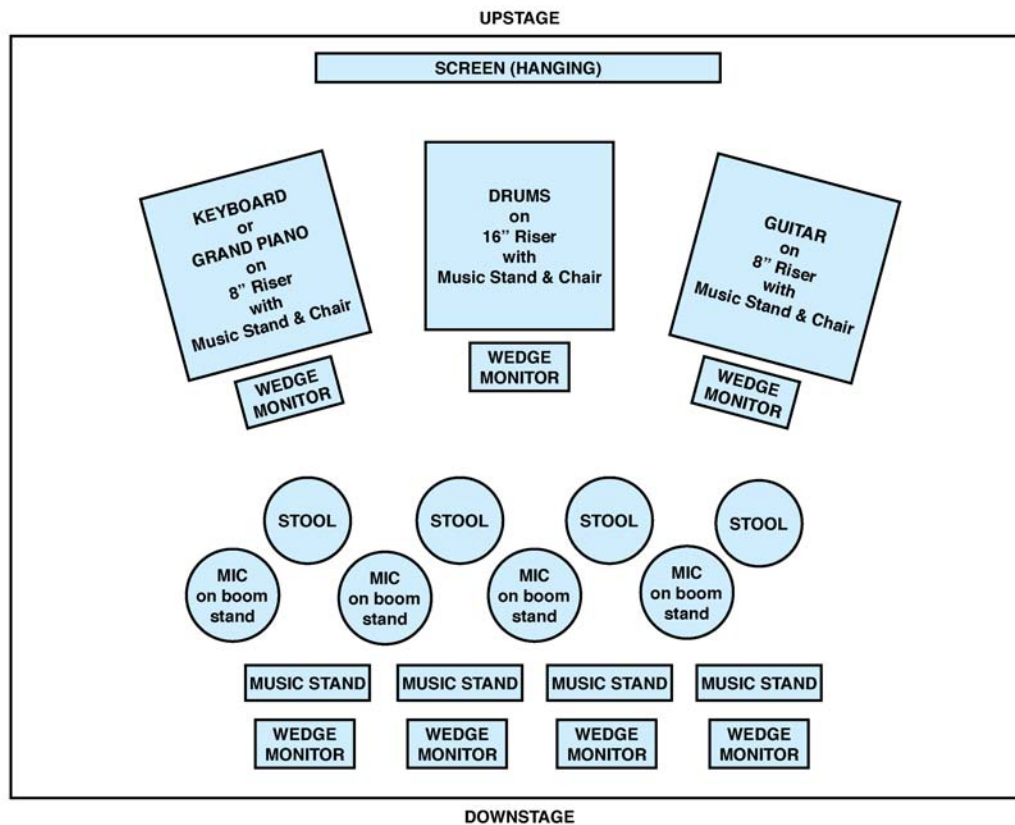 UPSTAGE
SCREEN (HANGING)
KEYBOARD
or
GRAND PIANO
on
8” Riser
with
Music Stand & Chair
DRUMS
on
16” Riser
with
Music Stand & Chair
GUITAR
on
8” Riser
with
Music Stand & Chair
WEDGE
MONITOR
WEDGE
MONITOR
WEDGE
MONITOR
STOOL
STOOL
STOOL
STOOL
MIC
on boom
stand
MIC
on boom
stand
MIC
on boom
stand
MIC
on boom
stand
MUSIC STAND
MUSIC STAND
MUSIC STAND
MUSIC STAND
WEDGE
MONITOR
WEDGE
MONITOR
WEDGE
MONITOR
WEDGE
MONITOR
DOWNSTAGE